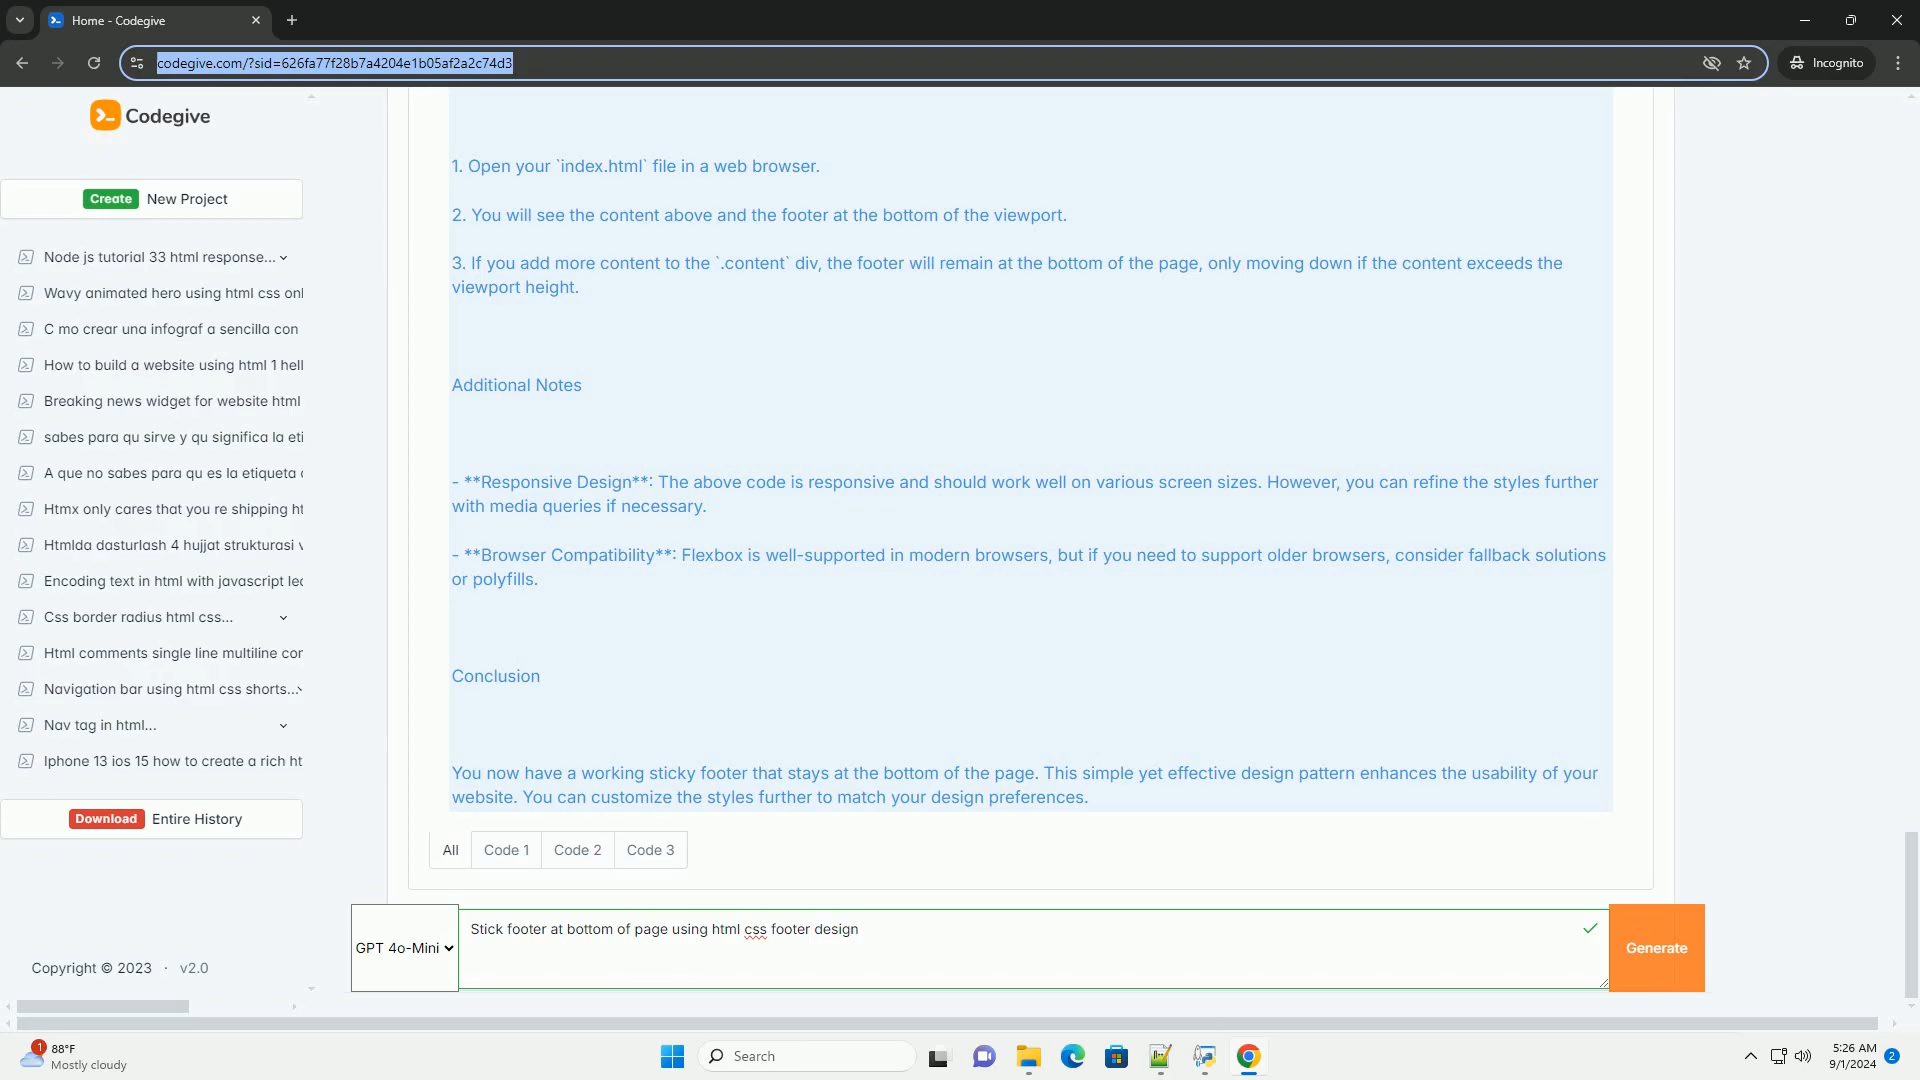 Home - Codegive
codegive.com/?sid=626fa77f28b7a4204e1b05af2a2c74d3
Incognito
Codegive
Create New Project
Node js tutorial 33 html response...
Wavy animated hero using html css onl
C mo crear una infograf a sencilla con
How to build a website using html 1 hell
Breaking news widget for website html
sabes para qu sirve y qu significa la eti
A que no sabes para qu es la etiqueta
Htmx only cares that you re shipping ht
Htmlda dasturlash 4 hujjat strukturasi v
Encoding text in html with javascript lec
Css border radius html css...
Html comments single line multiline cor
Navigation bar using html css shorts...
Nav tag in html...
Iphone 13 ios 15 how to create a rich ht
Download Entire History
Copyright © 2023 · v2.0
1. Open your `index.html` file in a web browser.
2. You will see the content above and the footer at the bottom of the viewport.
3. If you add more content to the `.content` div, the footer will remain at the bottom of the page, only moving down if the content exceeds the
viewport height.
Additional Notes
- **Responsive Design**: The above code is responsive and should work well on various screen sizes. However, you can refine the styles further
with media queries if necessary.
- **Browser Compatibility**: Flexbox is well-supported in modern browsers, but if you need to support older browsers, consider fallback solutions
or polyfills.
Conclusion
You now have a working sticky footer that stays at the bottom of the page. This simple yet effective design pattern enhances the usability of your
website. You can customize the styles further to match your design preferences.
All Code 1 Code 2 Code 3
GPT 4o-Mini
Stick footer at bottom of page using html css footer design
Generate
1
88°F
Mostly cloudy
Search
5:26 AM
9/1/2024
2